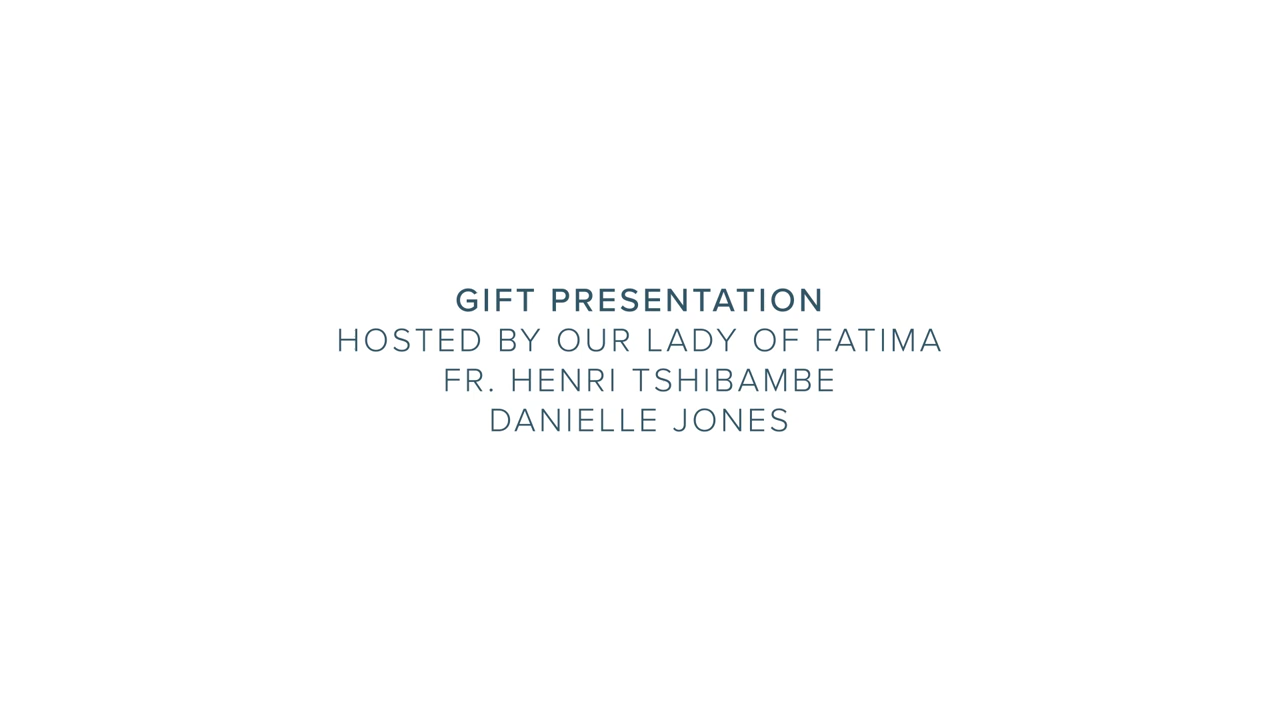 GIFT PRESENTATION
HOSTED BY OUR LADY OF FATIMA
FR. HENRI TSHIBAMBE
DANIELLE JONES